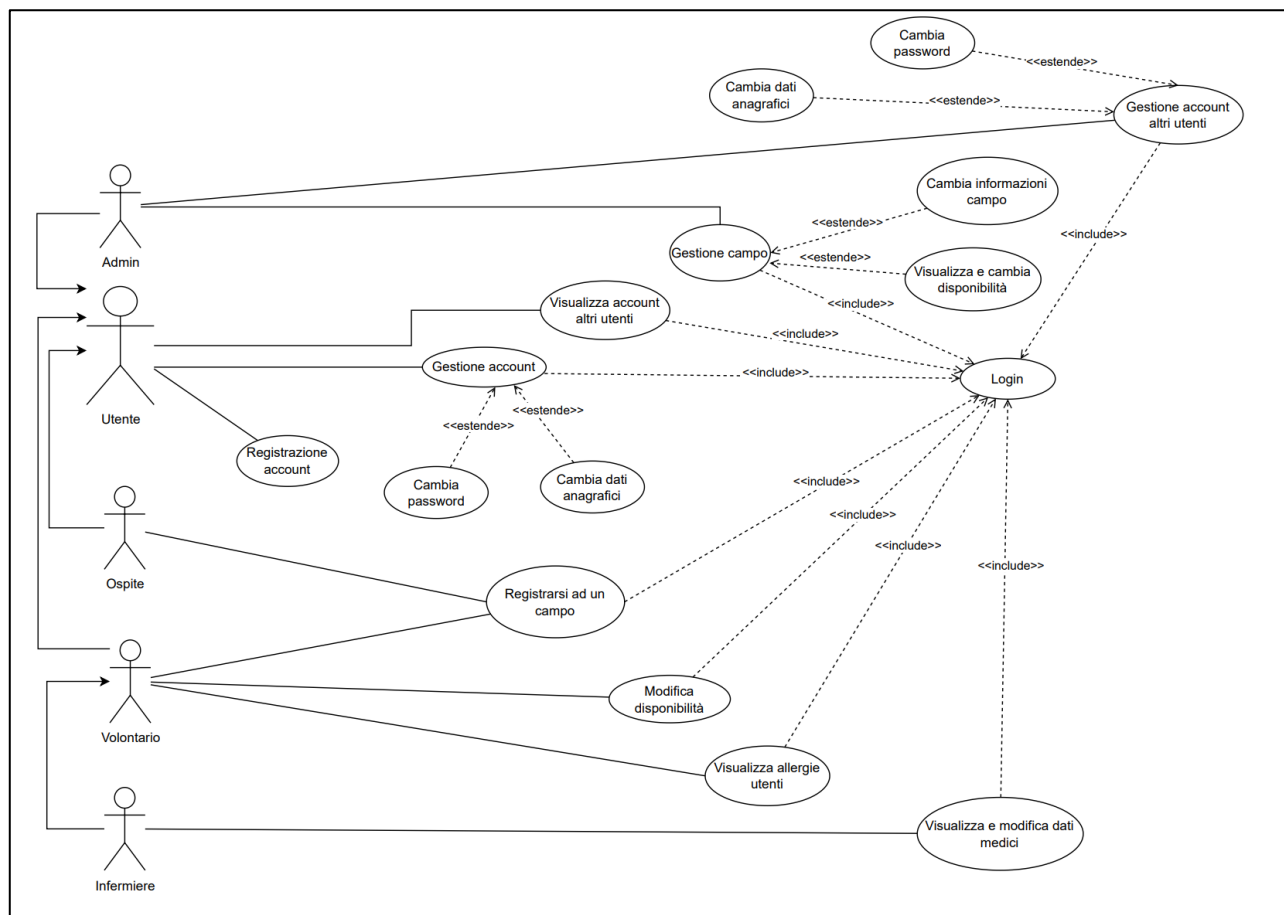 Cambia
password
<<estende>>
Cambia dati
anagrafici
<<estende>>
Gestione account
altri utenti
Admin
Cambia informazioni
campo
<<estende>>
<<include>>
Gestione campo
<<estende>>
Visualizza e cambia
disponibilità
Visualizza account
altri utenti
<<include>>
<<include>>
Utente
Gestione account
<<include>>
Login
<<estende>>
<<estende>>
Registrazione
account
Cambia
password
Cambia dati
anagrafici
<<include>>
<<include>>
<<include>>
<<include>>
Ospite
Registrarsi ad un
campo
Volontario
Modifica
disponibilità
Visualizza allergie
utenti
Visualizza e modifica dati
medici
Infermiere